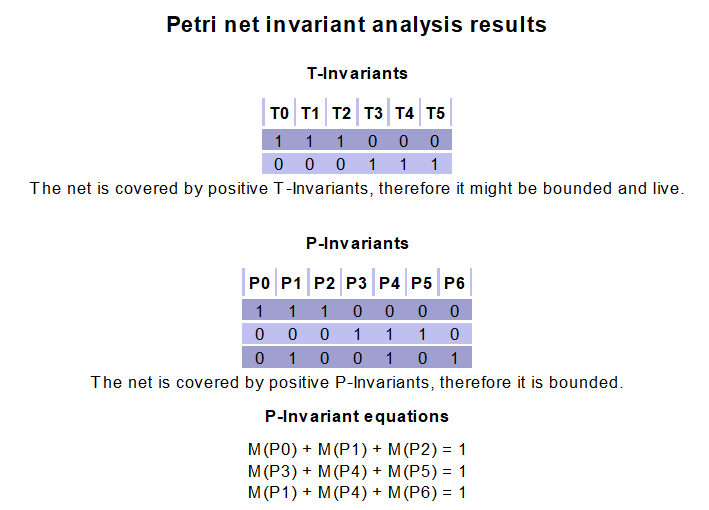 Petri net invariant analysis results
T-Invariants
T0 T1 T2 T3 T4 T5
1 1 1 0 0 0
0 0 0 1 1 1
The net is covered by positive T-Invariants, therefore it might be bounded and live.
P-Invariants
P0 P1 P2 P3 P4 P5 P6
1 1 1 0 0 0 0
0 0 0 1 1 1 0
0 1 0 0 1 0 1
The net is covered by positive P-Invariants, therefore it is bounded.
P-Invariant equations
M(P0) + M(P1) + M(P2) = 1
M(P3) + M(P4) + M(P5) = 1
M(P1) + M(P4) + M(P6) = 1